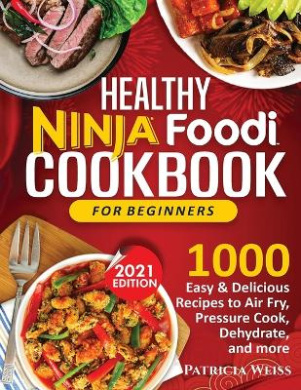 HEALTHY
NINJA Foodi
COOKBOOK
FOR BEGINNERS
2021
EDITION
1000
Easy & Delicious
Recipes to Air Fry,
Pressure Cook,
Dehydrate,
and more
PATRICIA WEISS